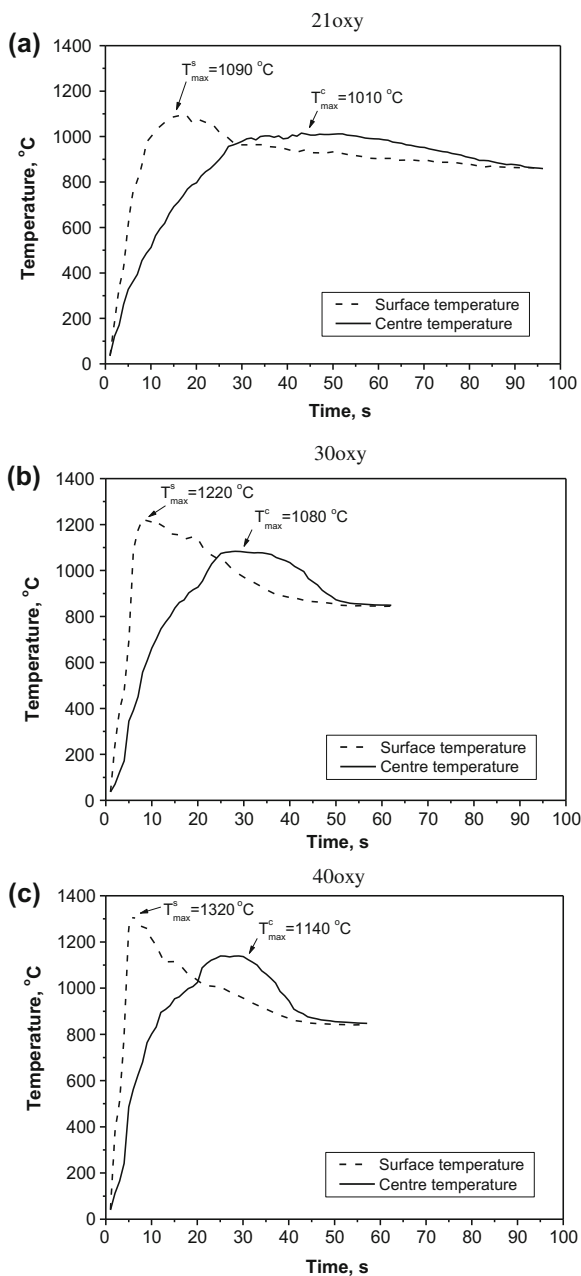 (a)
21oxy
1400
1200
1000
800
600
400
200
0
Temperature, °C
T^s_max=1090 °C
T^c_max=1010 °C
Surface temperature
Centre temperature
0 10 20 30 40 50 60 70 80 90 100
Time, s
(b)
30oxy
1400
1200
1000
800
600
400
200
0
Temperature, °C
T^s_max=1220 °C
T^c_max=1080 °C
Surface temperature
Centre temperature
0 10 20 30 40 50 60 70 80 90 100
Time, s
(c)
40oxy
1400
1300
1200
1000
800
600
400
200
0
Temperature, °C
T^s_max=1320 °C
T^c_max=1140 °C
Surface temperature
Centre temperature
0 10 20 30 40 50 60 70 80 90 100
Time, s